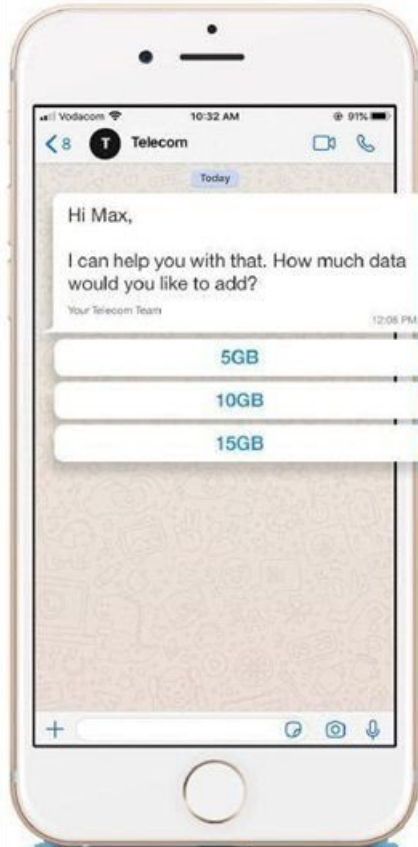 Vodacom
10:32 AM
91%
8
T
Telecom
Today
Hi Max,
I can help you with that. How much data
would you like to add?
Your Telecom Team
12:08 PM
5GB
10GB
15GB